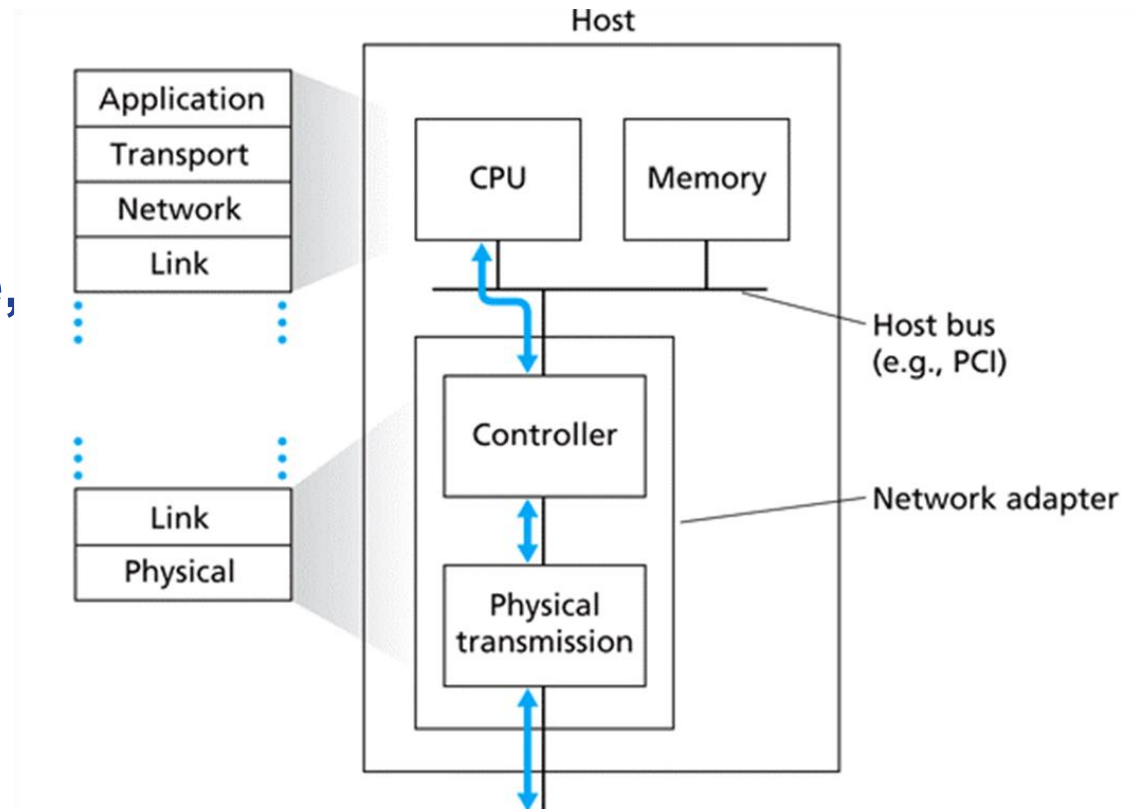 Host
Application
Transport
Network
Link
CPU
Memory
Host bus
(e.g., PCI)
Controller
Network adapter
Link
Physical
Physical
transmission